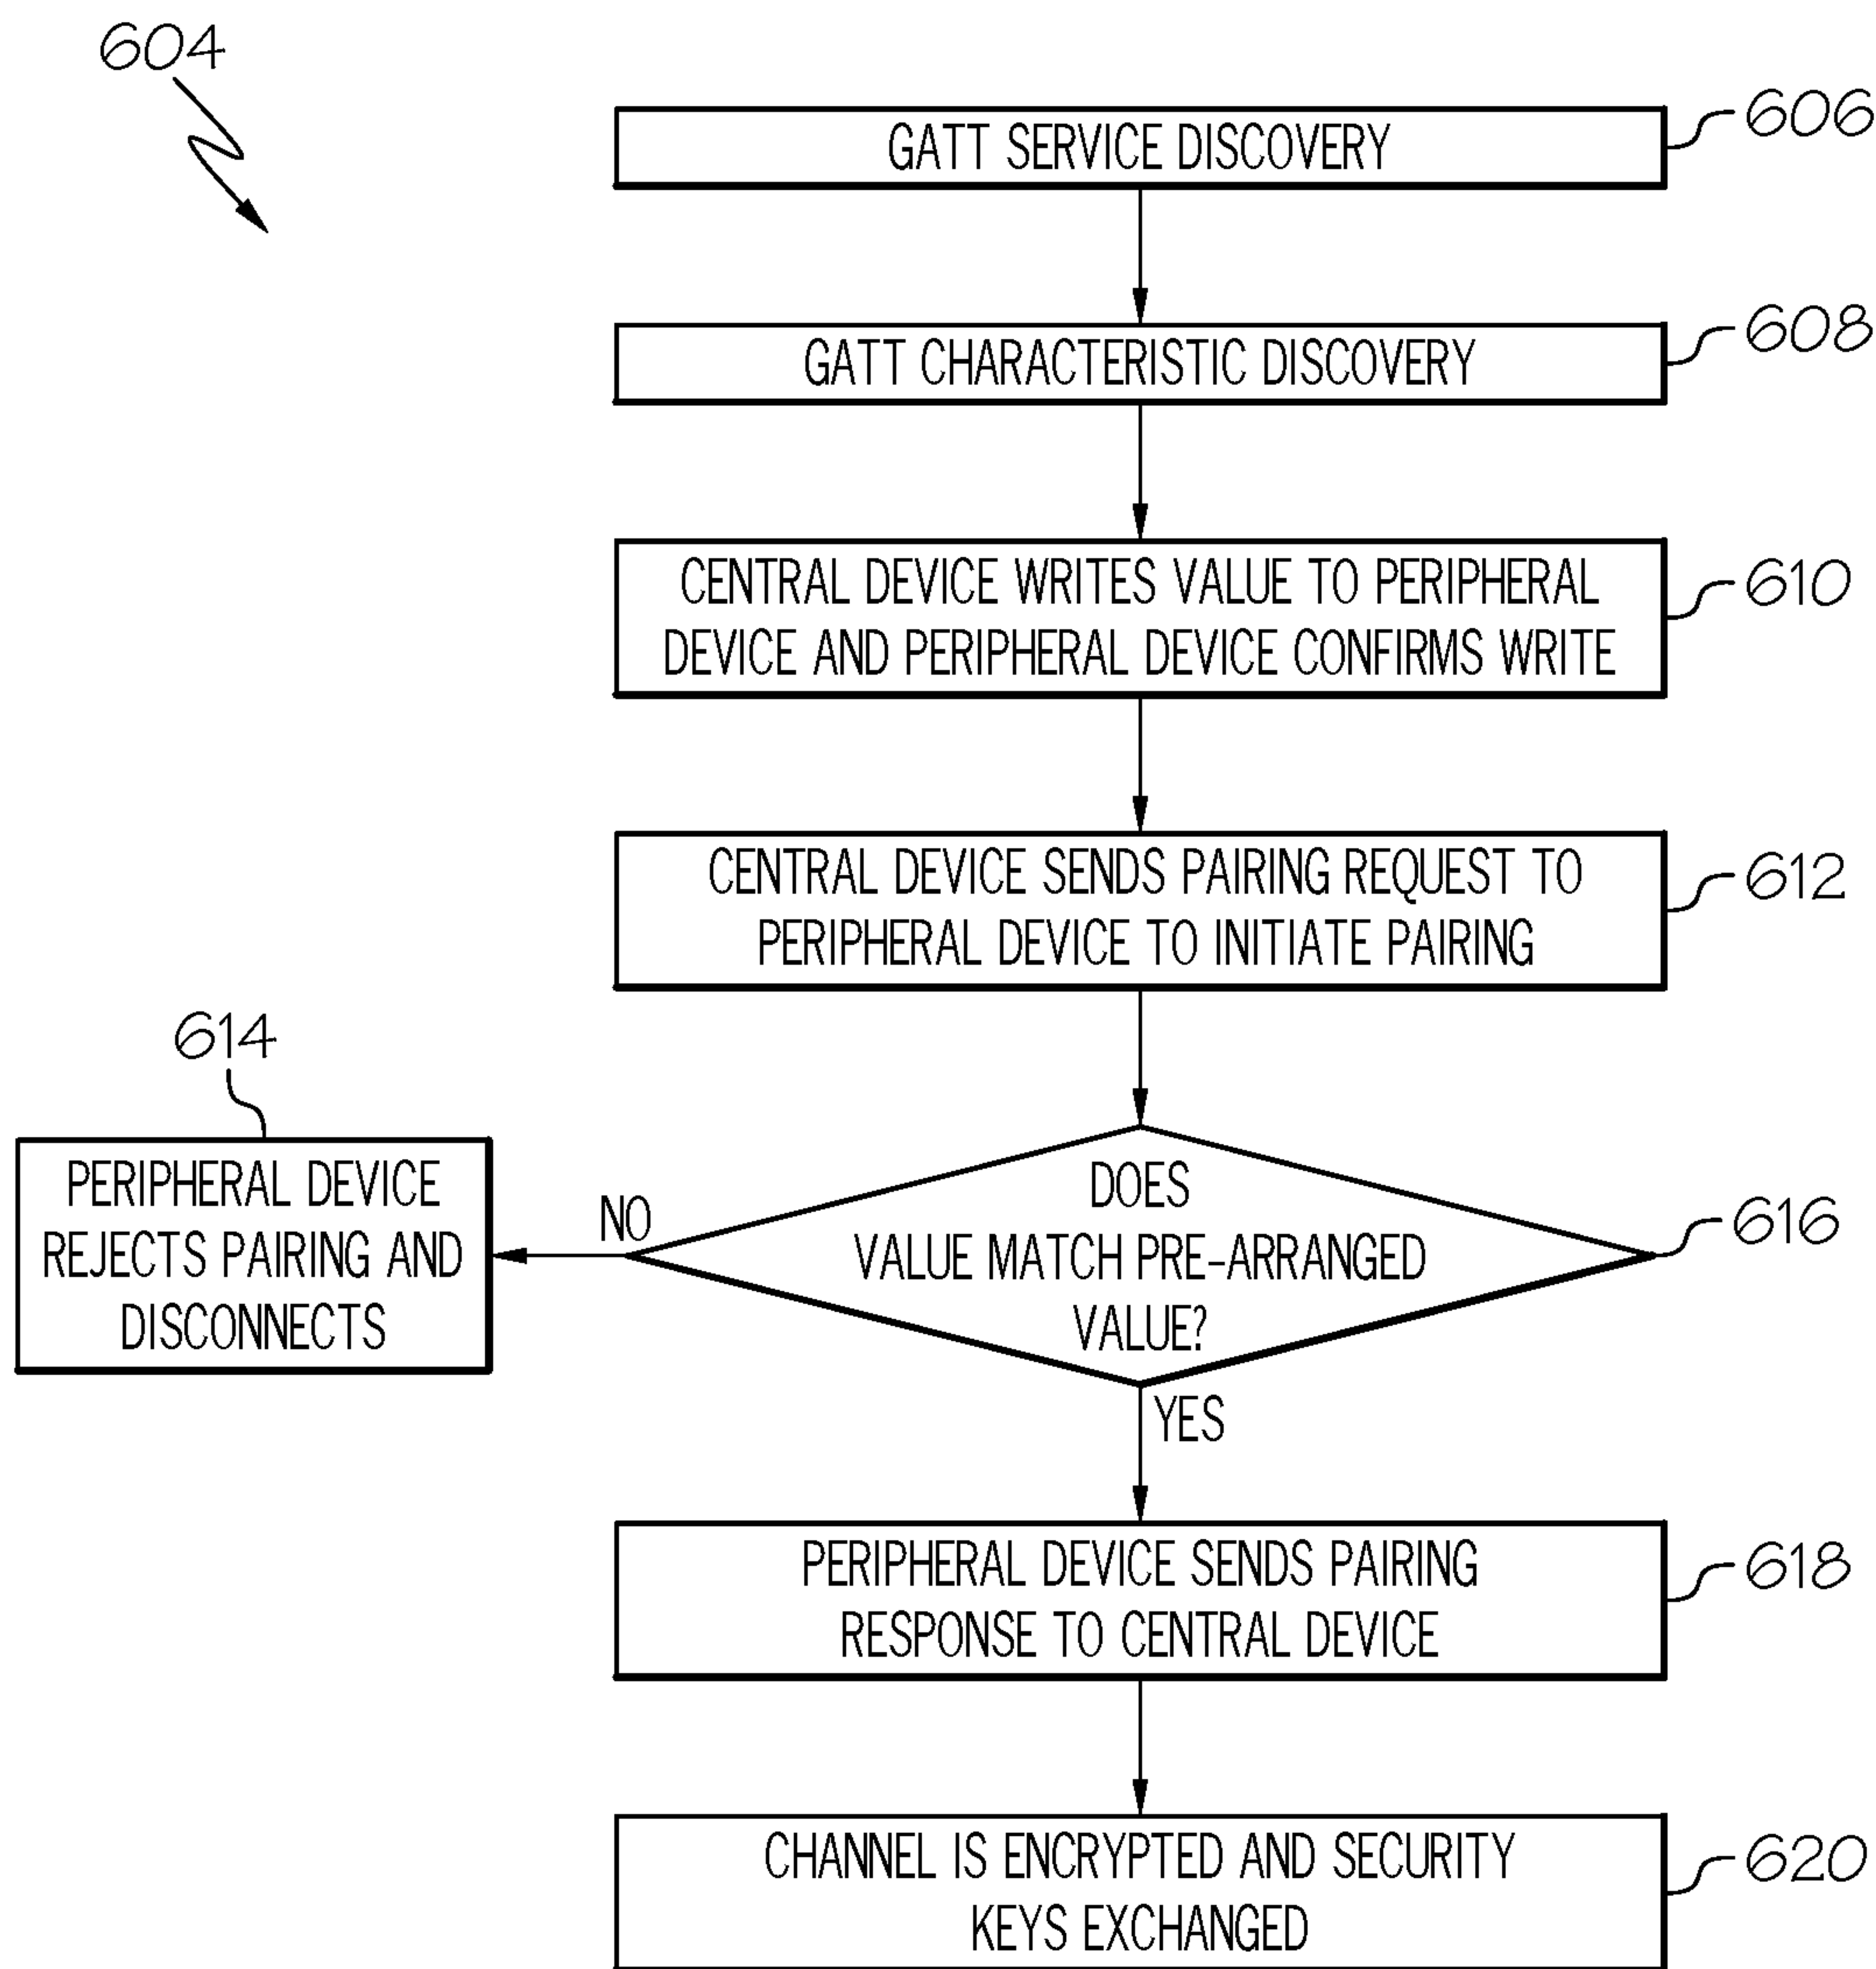 604
606
GATT SERVICE DISCOVERY
608
GATT CHARACTERISTIC DISCOVERY
610
CENTRAL DEVICE WRITES VALUE TO PERIPHERAL
DEVICE AND PERIPHERAL DEVICE CONFIRMS WRITE
612
CENTRAL DEVICE SENDS PAIRING REQUEST TO
PERIPHERAL DEVICE TO INITIATE PAIRING
614
PERIPHERAL DEVICE
REJECTS PAIRING AND
DISCONNECTS
NO
DOES
VALUE MATCH PRE-ARRANGED
VALUE?
616
YES
618
PERIPHERAL DEVICE SENDS PAIRING
RESPONSE TO CENTRAL DEVICE
620
CHANNEL IS ENCRYPTED AND SECURITY
KEYS EXCHANGED